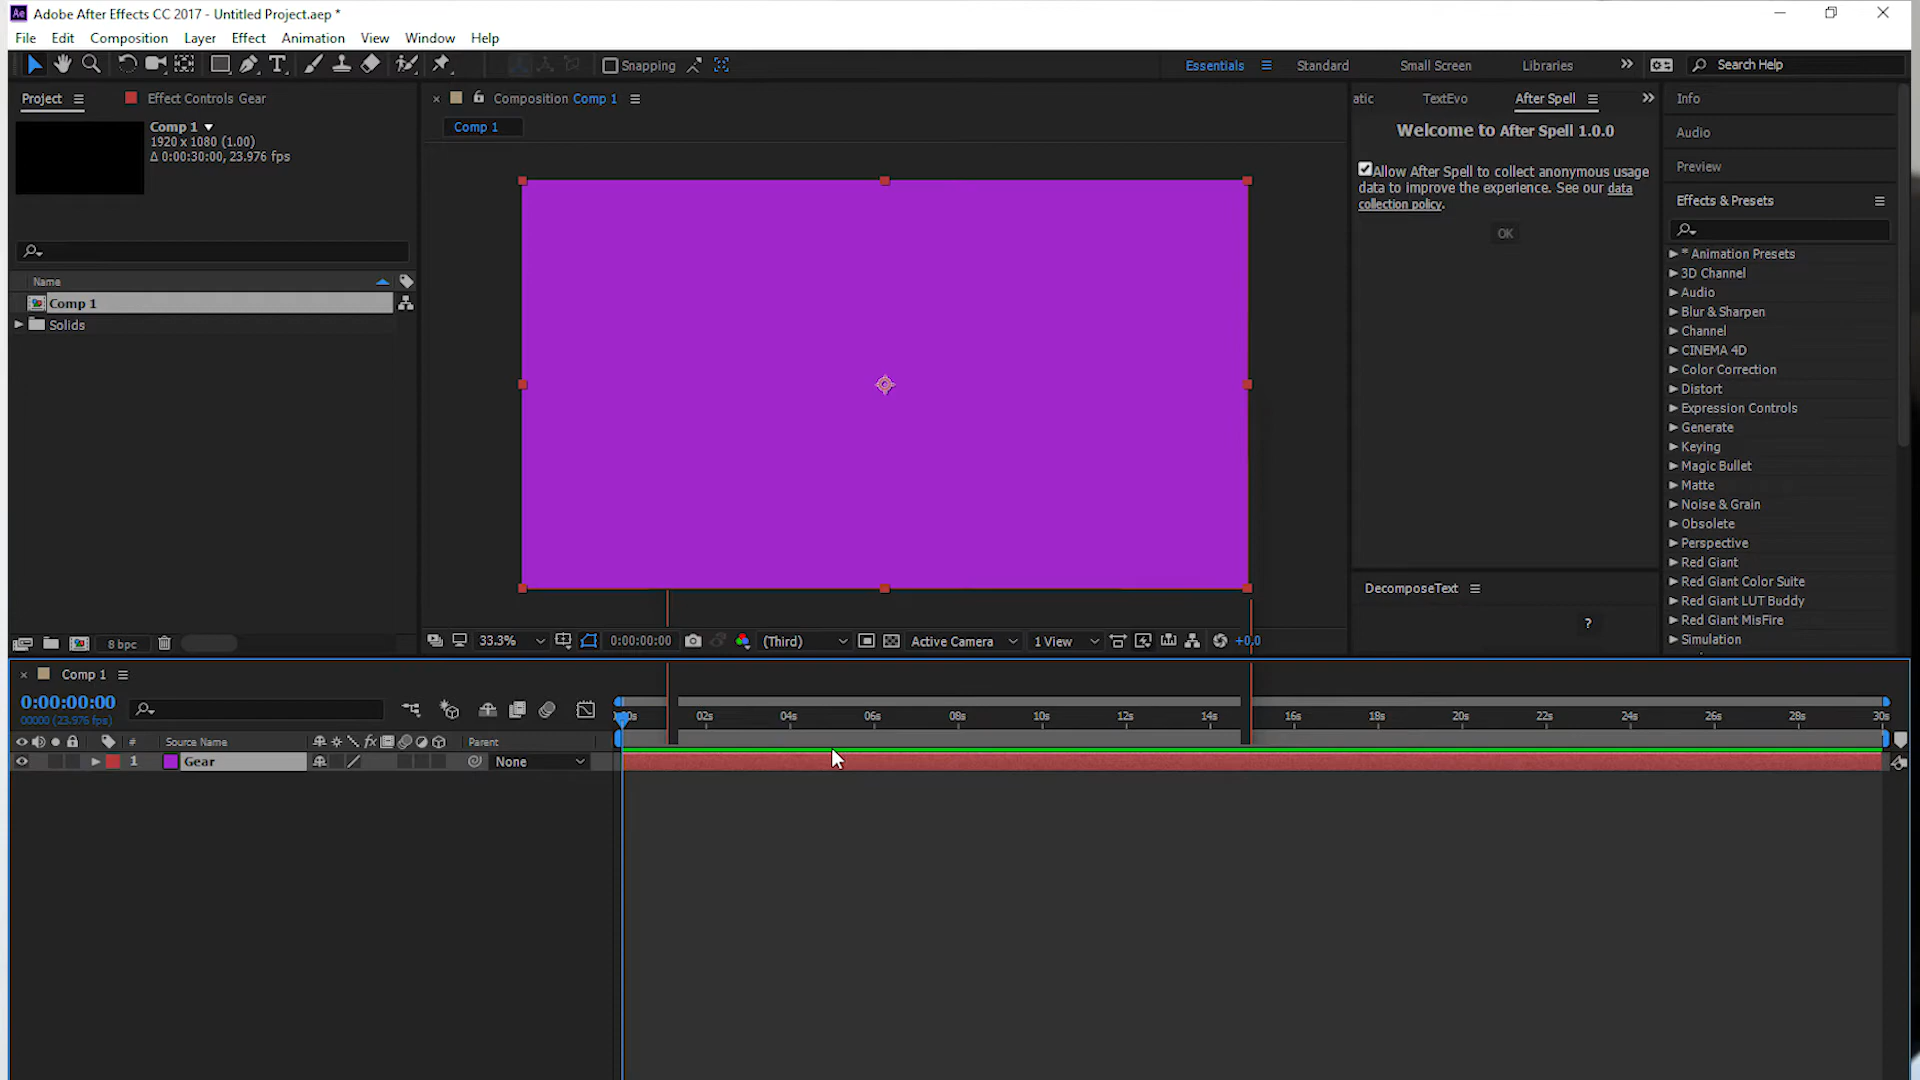 Adobe After Effects CC 2017 - Untitled Project.aep *
File Edit Composition Layer Effect Animation View Window Help
Snapping
Essentials Standard Small Screen Libraries
Search Help
Project Effect Controls Gear
Comp 1
1920 x 1080 (1.00)
Δ 0:00:30:00, 23.976 fps
Name
Comp 1
Solids
8 bpc
Composition Comp 1
Comp 1
33.3% 0:00:00:00 (Third) Active Camera 1 View +0.0
atic TextEvo After Spell
Welcome to After Spell 1.0.0
Allow After Spell to collect anonymous usage
data to improve the experience. See our data
collection policy.
OK
DecomposeText
?
Info
Audio
Preview
Effects & Presets
* Animation Presets
3D Channel
Audio
Blur & Sharpen
Channel
CINEMA 4D
Color Correction
Distort
Expression Controls
Generate
Keying
Magic Bullet
Matte
Noise & Grain
Obsolete
Perspective
Red Giant
Red Giant Color Suite
Red Giant LUT Buddy
Red Giant MisFire
Simulation
Comp 1
0:00:00:00
00000 (23.976 fps)
02s 04s 06s 08s 10s 12s 14s 16s 18s 20s 22s 24s 26s 28s 30s
# Source Name fx Parent
1 Gear None